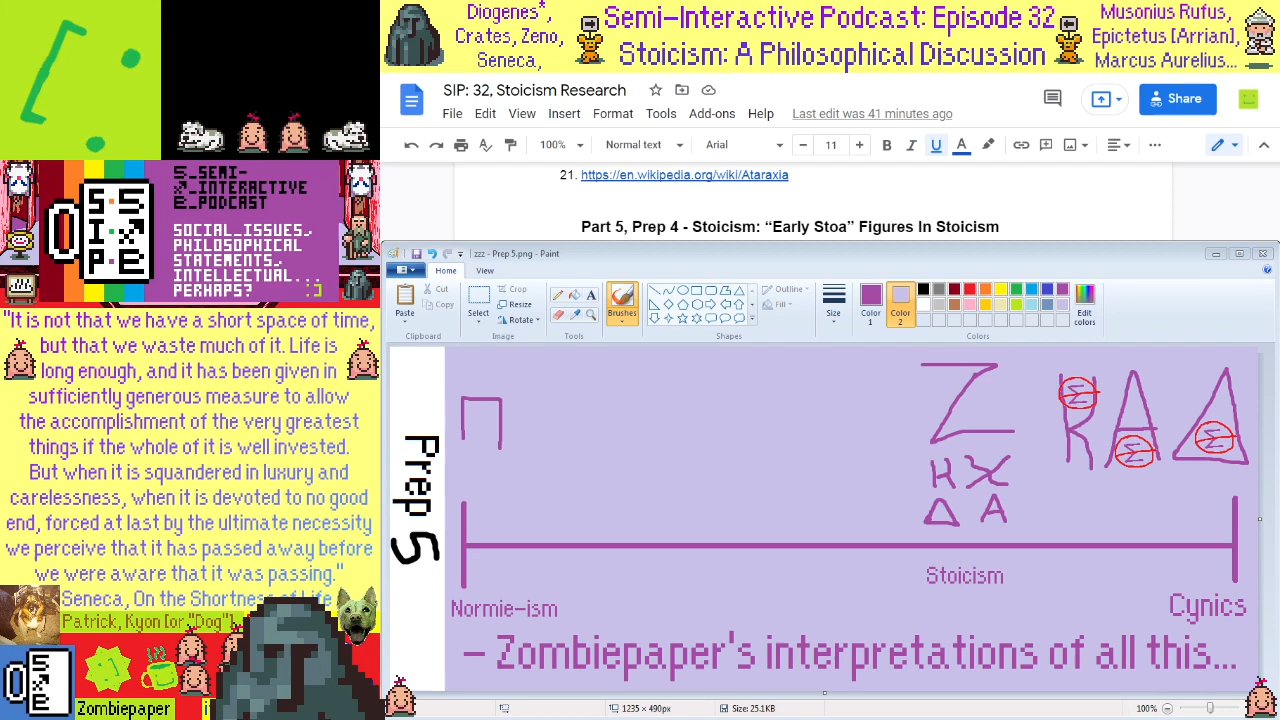 Diogenes*,
Crates, Zeno,
Seneca,
Semi-Interactive Podcast: Episode 32
Stoicism: A Philosophical Discussion
Musonius Rufus,
Epictetus [Arrian],
Marcus Aurelius...
SIP: 32, Stoicism Research
File Edit View Insert Format Tools Add-ons Help Last edit was 41 minutes ago
Share
100% Normal text Arial 11 B I U A
21. https://en.wikipedia.org/wiki/Ataraxia
Part 5, Prep 4 - Stoicism: “Early Stoa” Figures In Stoicism
zzz - Prep 5.png - Paint
Home View
Paste Cut Copy Clipboard
Select Crop Resize Rotate Image
Tools
Brushes
Shapes Outline Fill
Size
Color 1 Color 2 Edit colors Colors
Prep 5
Π
Z
Σ K
A Σ
Δ Σ
K X
Δ A
Stoicism
Normie-ism
Cynics
- Zombiepaper's interpretations of all this...
1235 × 490px Size: 25.1KB 100%
S I P
S E
SEMI-
INTERACTIVE
PODCAST
SOCIAL ISSUES,
PHILOSOPHICAL
STATEMENTS,
INTELLECTUAL...
PERHAPS? :)
"It is not that we have a short space of time,
but that we waste much of it. Life is
long enough, and it has been given in
sufficiently generous measure to allow
the accomplishment of the very greatest
things if the whole of it is well invested.
But when it is squandered in luxury and
carelessness, when it is devoted to no good
end, forced at last by the ultimate necessity
we perceive that it has passed away before
we were aware that it was passing."
Seneca, On the Shortness of Life
Patrick, Kyon [or "Dog"],
Zombiepaper